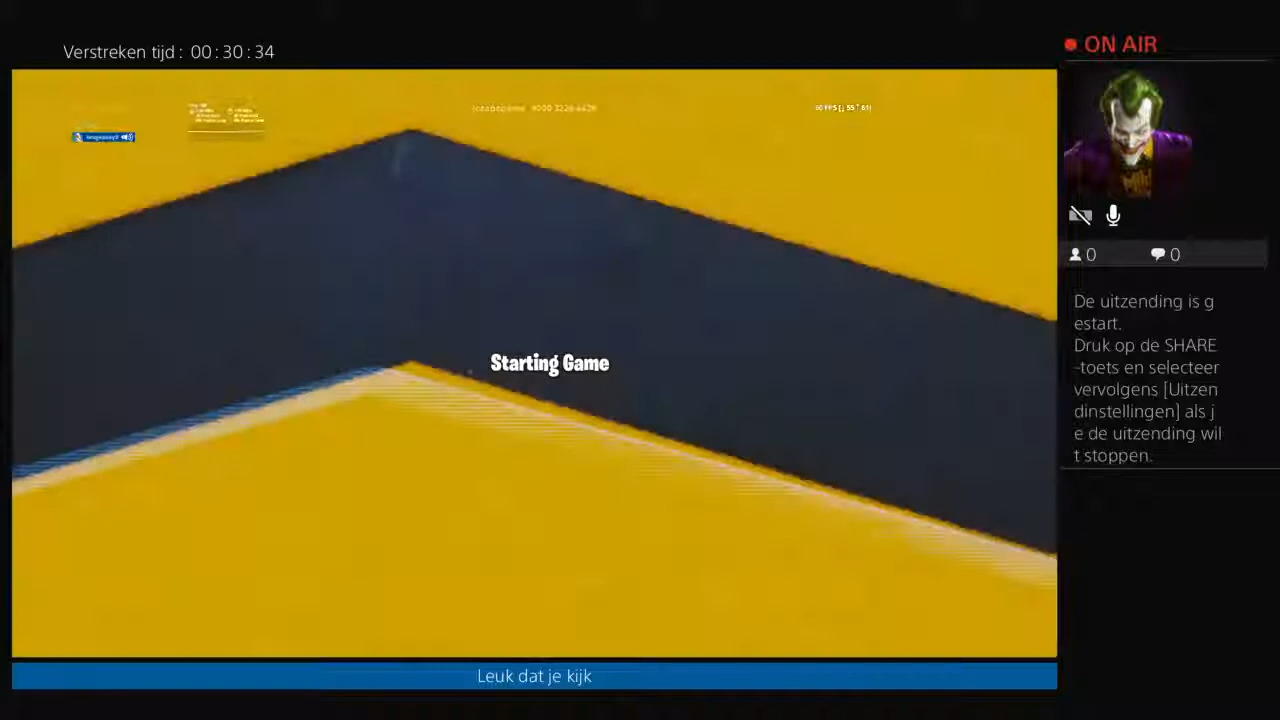 Verstreken tijd : 00:30:34
ON AIR
0 0
Starting Game
De uitzending is g
estart.
Druk op de SHARE
-toets en selecteer
vervolgens [Uitzen
dinstellingen] als j
e de uitzending wil
t stoppen.
Leuk dat je kijk